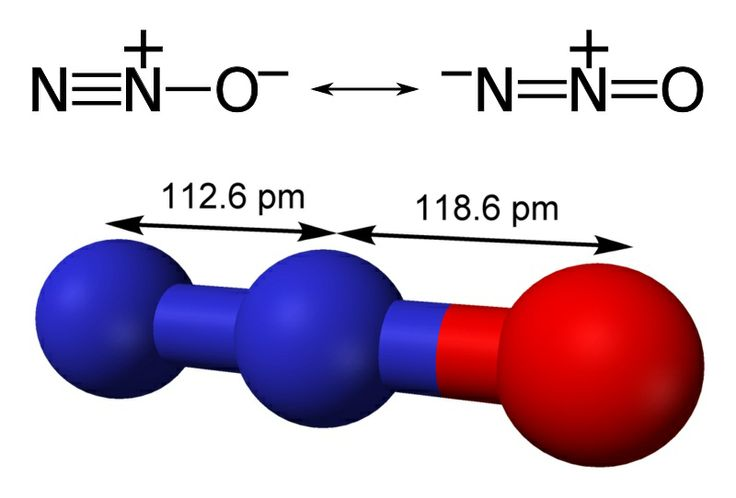 N≡N⁺–O⁻ ↔ ⁻N=N⁺=O
112.6 pm
118.6 pm